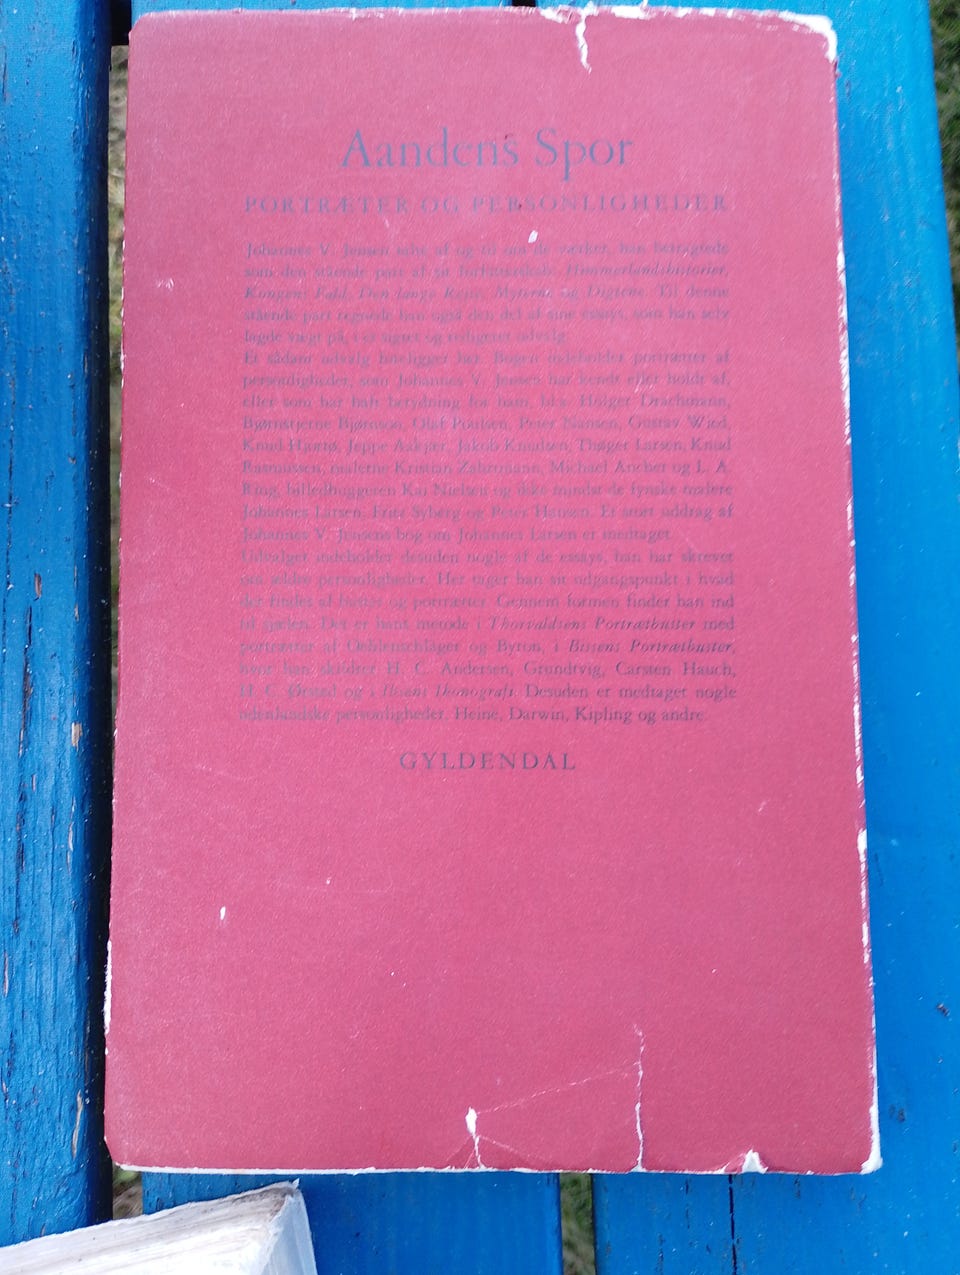 Aandens Spor
PORTRÆTER OG PERSONLIGHEDER
Johannes V. Jensen af og til om de værker, han betragtede
som den stående part af sit forfatterskab: Himmerlandshistorier,
Kongens Fald, Den lange Rejse, Myterne og Digtene. Til denne
stående part regnede han også den del af sine essays, som han selv
lagde vægt på, i et sigtet og redigeret udvalg.
Et sådant udvalg foreligger her. Bogen indeholder portrætter af
personligheder, som Johannes V. Jensen har kendt eller holdt af,
eller som har haft betydning for ham, bl.a. Holger Drachmann,
Bjørnstjerne Bjørnson, Olaf Poulsen, Peter Nansen, Gustav Wied,
Knud Hjortø, Jeppe Aakjær, Jakob Knudsen, Thøger Larsen, Knud
Rasmussen, malerne Kristian Zahrtmann, Michael Ancher og L. A.
Ring, billedhuggeren Kai Nielsen og ikke mindst de fynske malere
Johannes Larsen, Fritz Syberg og Peter Hansen. Et stort uddrag af
Johannes V. Jensens bog om Johannes Larsen er medtaget.
Udvalget indeholder desuden nogle af de essays, han har skrevet
om ældre personligheder. Her tager han sit udgangspunkt i hvad
der findes af buster og portrætter. Gennem formen finder han ind
til sjælen. Det er hans metode i Thorvaldsens Portrætbuster med
portrætter af Oehlenschläger og Byron, i Bissens Portrætbuster,
hvor han skildrer H. C. Andersen, Grundtvig, Carsten Hauch,
H. C. Ørsted og i Ibsens Ikonografi. Desuden er medtaget nogle
udenlandske personligheder, Heine, Darwin, Kipling og andre.
GYLDENDAL